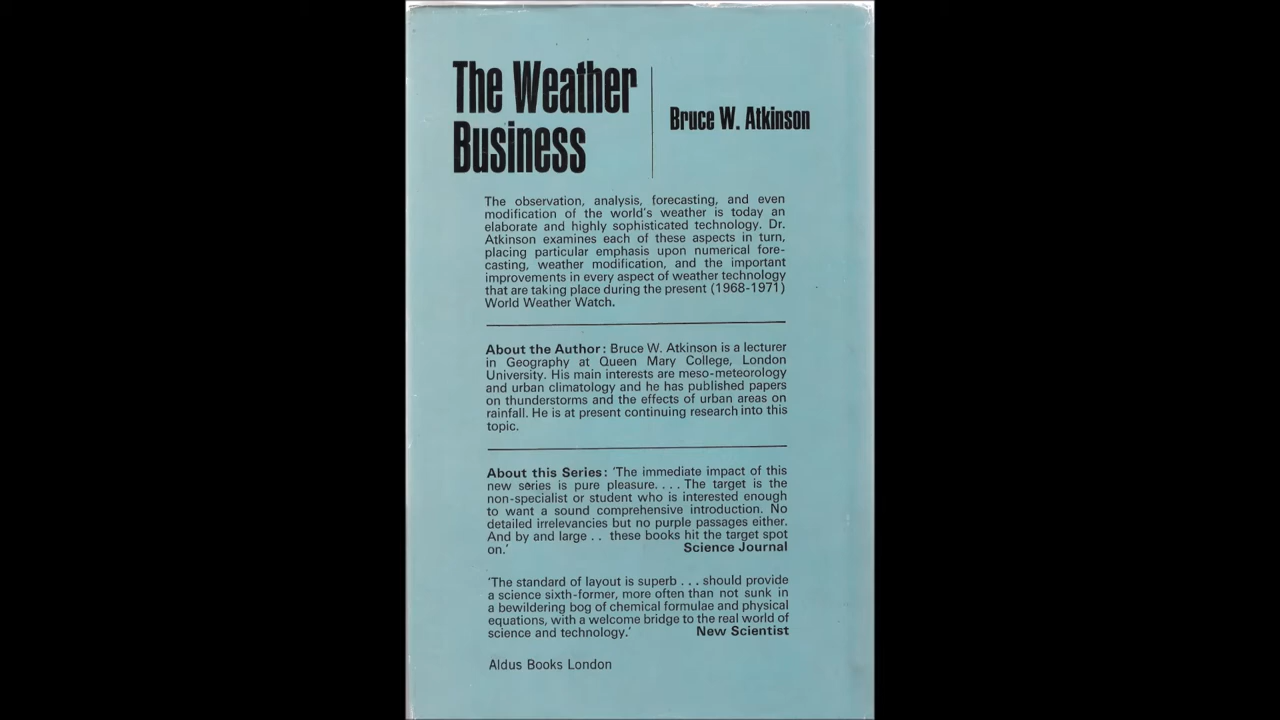 The Weather
Business
Bruce W. Atkinson
The observation, analysis, forecasting, and even
modification of the world's weather is today an
elaborate and highly sophisticated technology. Dr.
Atkinson examines each of these aspects in turn,
placing particular emphasis upon numerical fore-
casting, weather modification, and the important
improvements in every aspect of weather technology
that are taking place during the present (1968-1971)
World Weather Watch.
About the Author: Bruce W. Atkinson is a lecturer
in Geography at Queen Mary College, London
University. His main interests are meso-meteorology
and urban climatology and he has published papers
on thunderstorms and the effects of urban areas on
rainfall. He is at present continuing research into this
topic.
About this Series: 'The immediate impact of this
new series is pure pleasure. . . . The target is the
non-specialist or student who is interested enough
to want a sound comprehensive introduction. No
detailed irrelevancies but no purple passages either.
And by and large . . these books hit the target spot
on.' Science Journal
'The standard of layout is superb . . . should provide
a science sixth-former, more often than not sunk in
a bewildering bog of chemical formulae and physical
equations, with a welcome bridge to the real world of
science and technology.' New Scientist
Aldus Books London